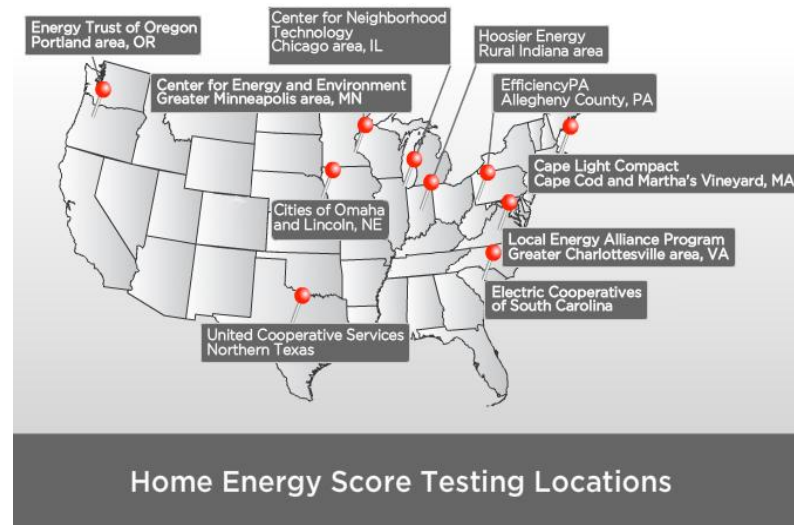 Energy Trust of Oregon
Portland area, OR
Center for Neighborhood
Technology
Chicago area, IL
Hoosier Energy
Rural Indiana area
Center for Energy and Environment
Greater Minneapolis area, MN
EfficiencyPA
Allegheny County, PA
Cape Light Compact
Cape Cod and Martha's Vineyard, MA
Cities of Omaha
and Lincoln, NE
Local Energy Alliance Program
Greater Charlottesville area, VA
Electric Cooperatives
of South Carolina
United Cooperative Services
Northern Texas
Home Energy Score Testing Locations